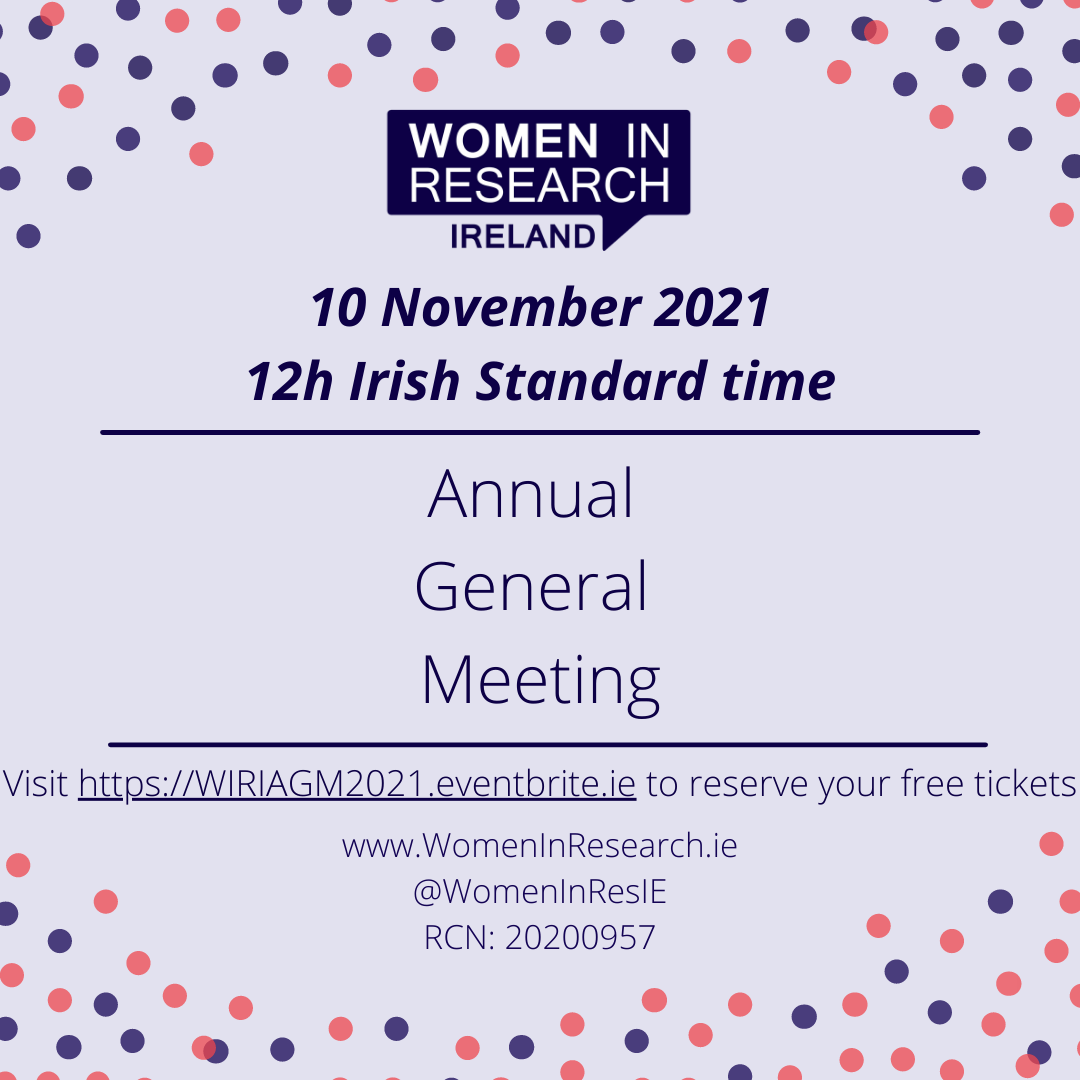 WOMEN IN
RESEARCH
IRELAND
10 November 2021
12h Irish Standard time
Annual
General
Meeting
Visit https://WIRIAGM2021.eventbrite.ie to reserve your free tickets
www.WomenInResearch.ie
@WomenInResIE
RCN: 20200957